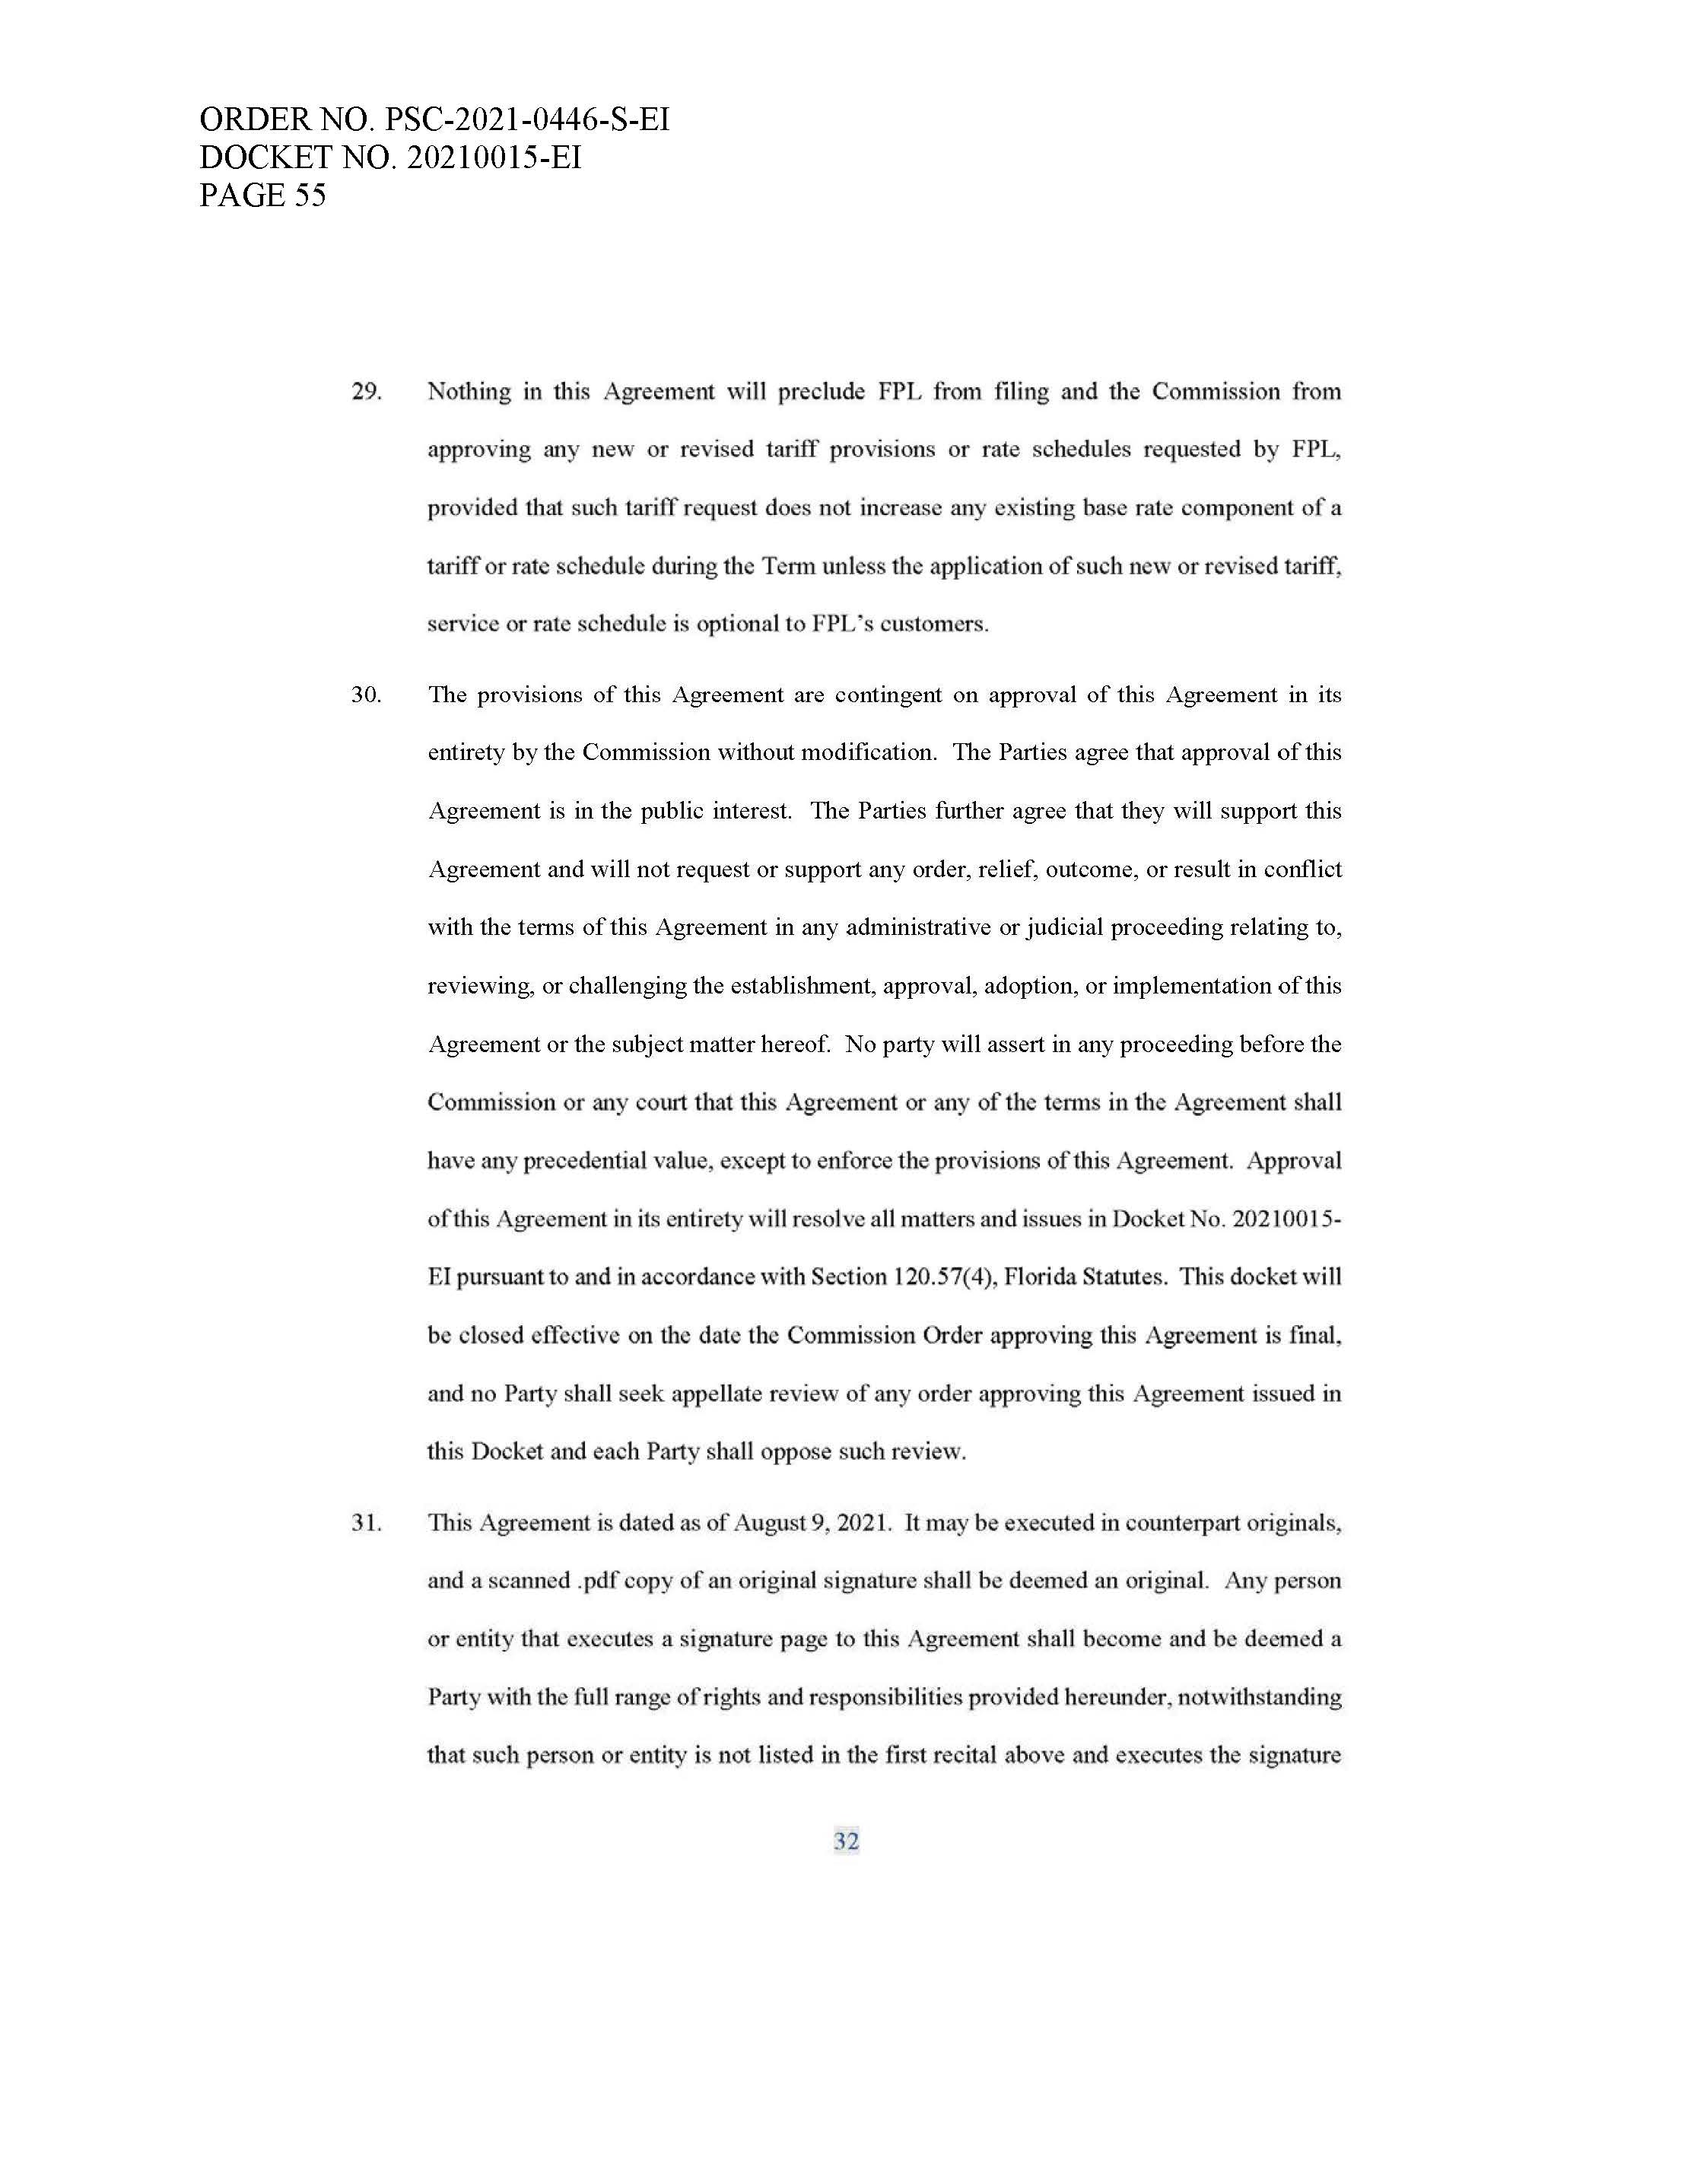 ORDER NO. PSC-2021-0446-S-EI
DOCKET NO. 20210015-EI
PAGE 55
29. Nothing in this Agreement will preclude FPL from filing and the Commission from
approving any new or revised tariff provisions or rate schedules requested by FPL,
provided that such tariff request does not increase any existing base rate component of a
tariff or rate schedule during the Term unless the application of such new or revised tariff,
service or rate schedule is optional to FPL's customers.
30. The provisions of this Agreement are contingent on approval of this Agreement in its
entirety by the Commission without modification. The Parties agree that approval of this
Agreement is in the public interest. The Parties further agree that they will support this
Agreement and will not request or support any order, relief, outcome, or result in conflict
with the terms of this Agreement in any administrative or judicial proceeding relating to,
reviewing, or challenging the establishment, approval, adoption, or implementation of this
Agreement or the subject matter hereof. No party will assert in any proceeding before the
Commission or any court that this Agreement or any of the terms in the Agreement shall
have any precedential value, except to enforce the provisions of this Agreement. Approval
of this Agreement in its entirety will resolve all matters and issues in Docket No. 20210015-
EI pursuant to and in accordance with Section 120.57(4), Florida Statutes. This docket will
be closed effective on the date the Commission Order approving this Agreement is final,
and no Party shall seek appellate review of any order approving this Agreement issued in
this Docket and each Party shall oppose such review.
31. This Agreement is dated as of August 9, 2021. It may be executed in counterpart originals,
and a scanned .pdf copy of an original signature shall be deemed an original. Any person
or entity that executes a signature page to this Agreement shall become and be deemed a
Party with the full range of rights and responsibilities provided hereunder, notwithstanding
that such person or entity is not listed in the first recital above and executes the signature
32